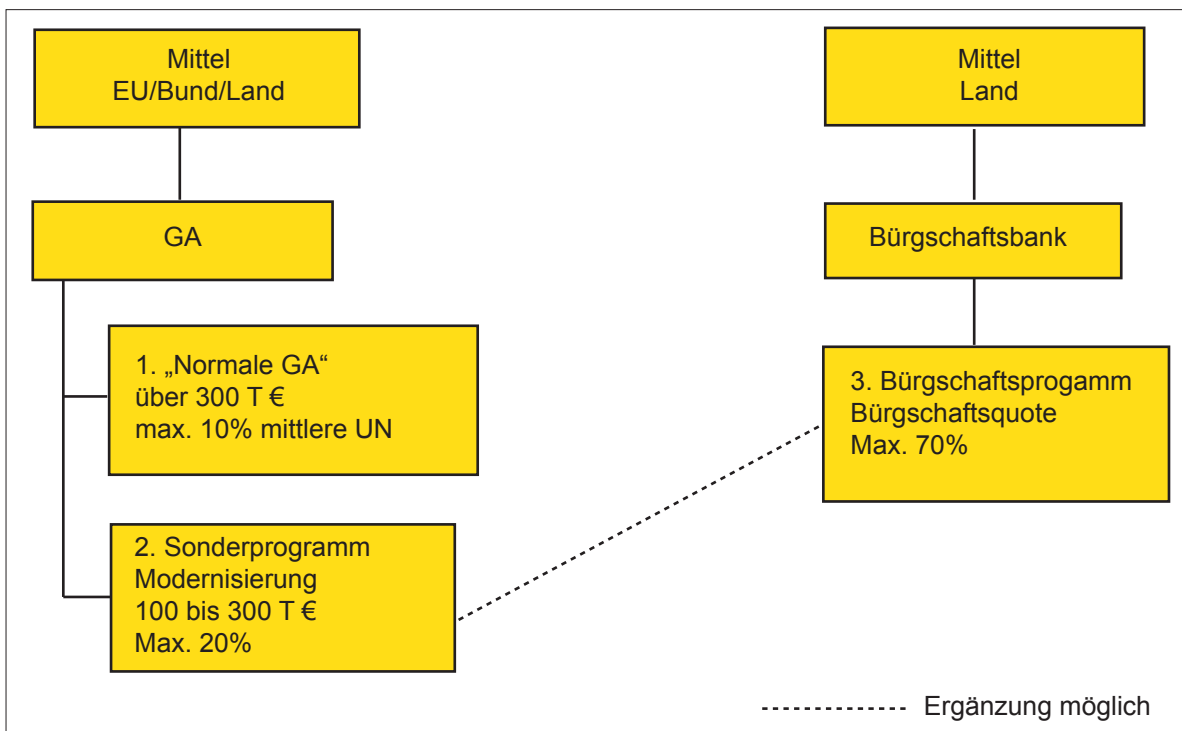 Mittel
EU/Bund/Land
Mittel
Land
GA
Bürgschaftsbank
1. „Normale GA“
über 300 T €
max. 10% mittlere UN
3. Bürgschaftsprogamm
Bürgschaftsquote
Max. 70%
2. Sonderprogramm
Modernisierung
100 bis 300 T €
Max. 20%
Ergänzung möglich